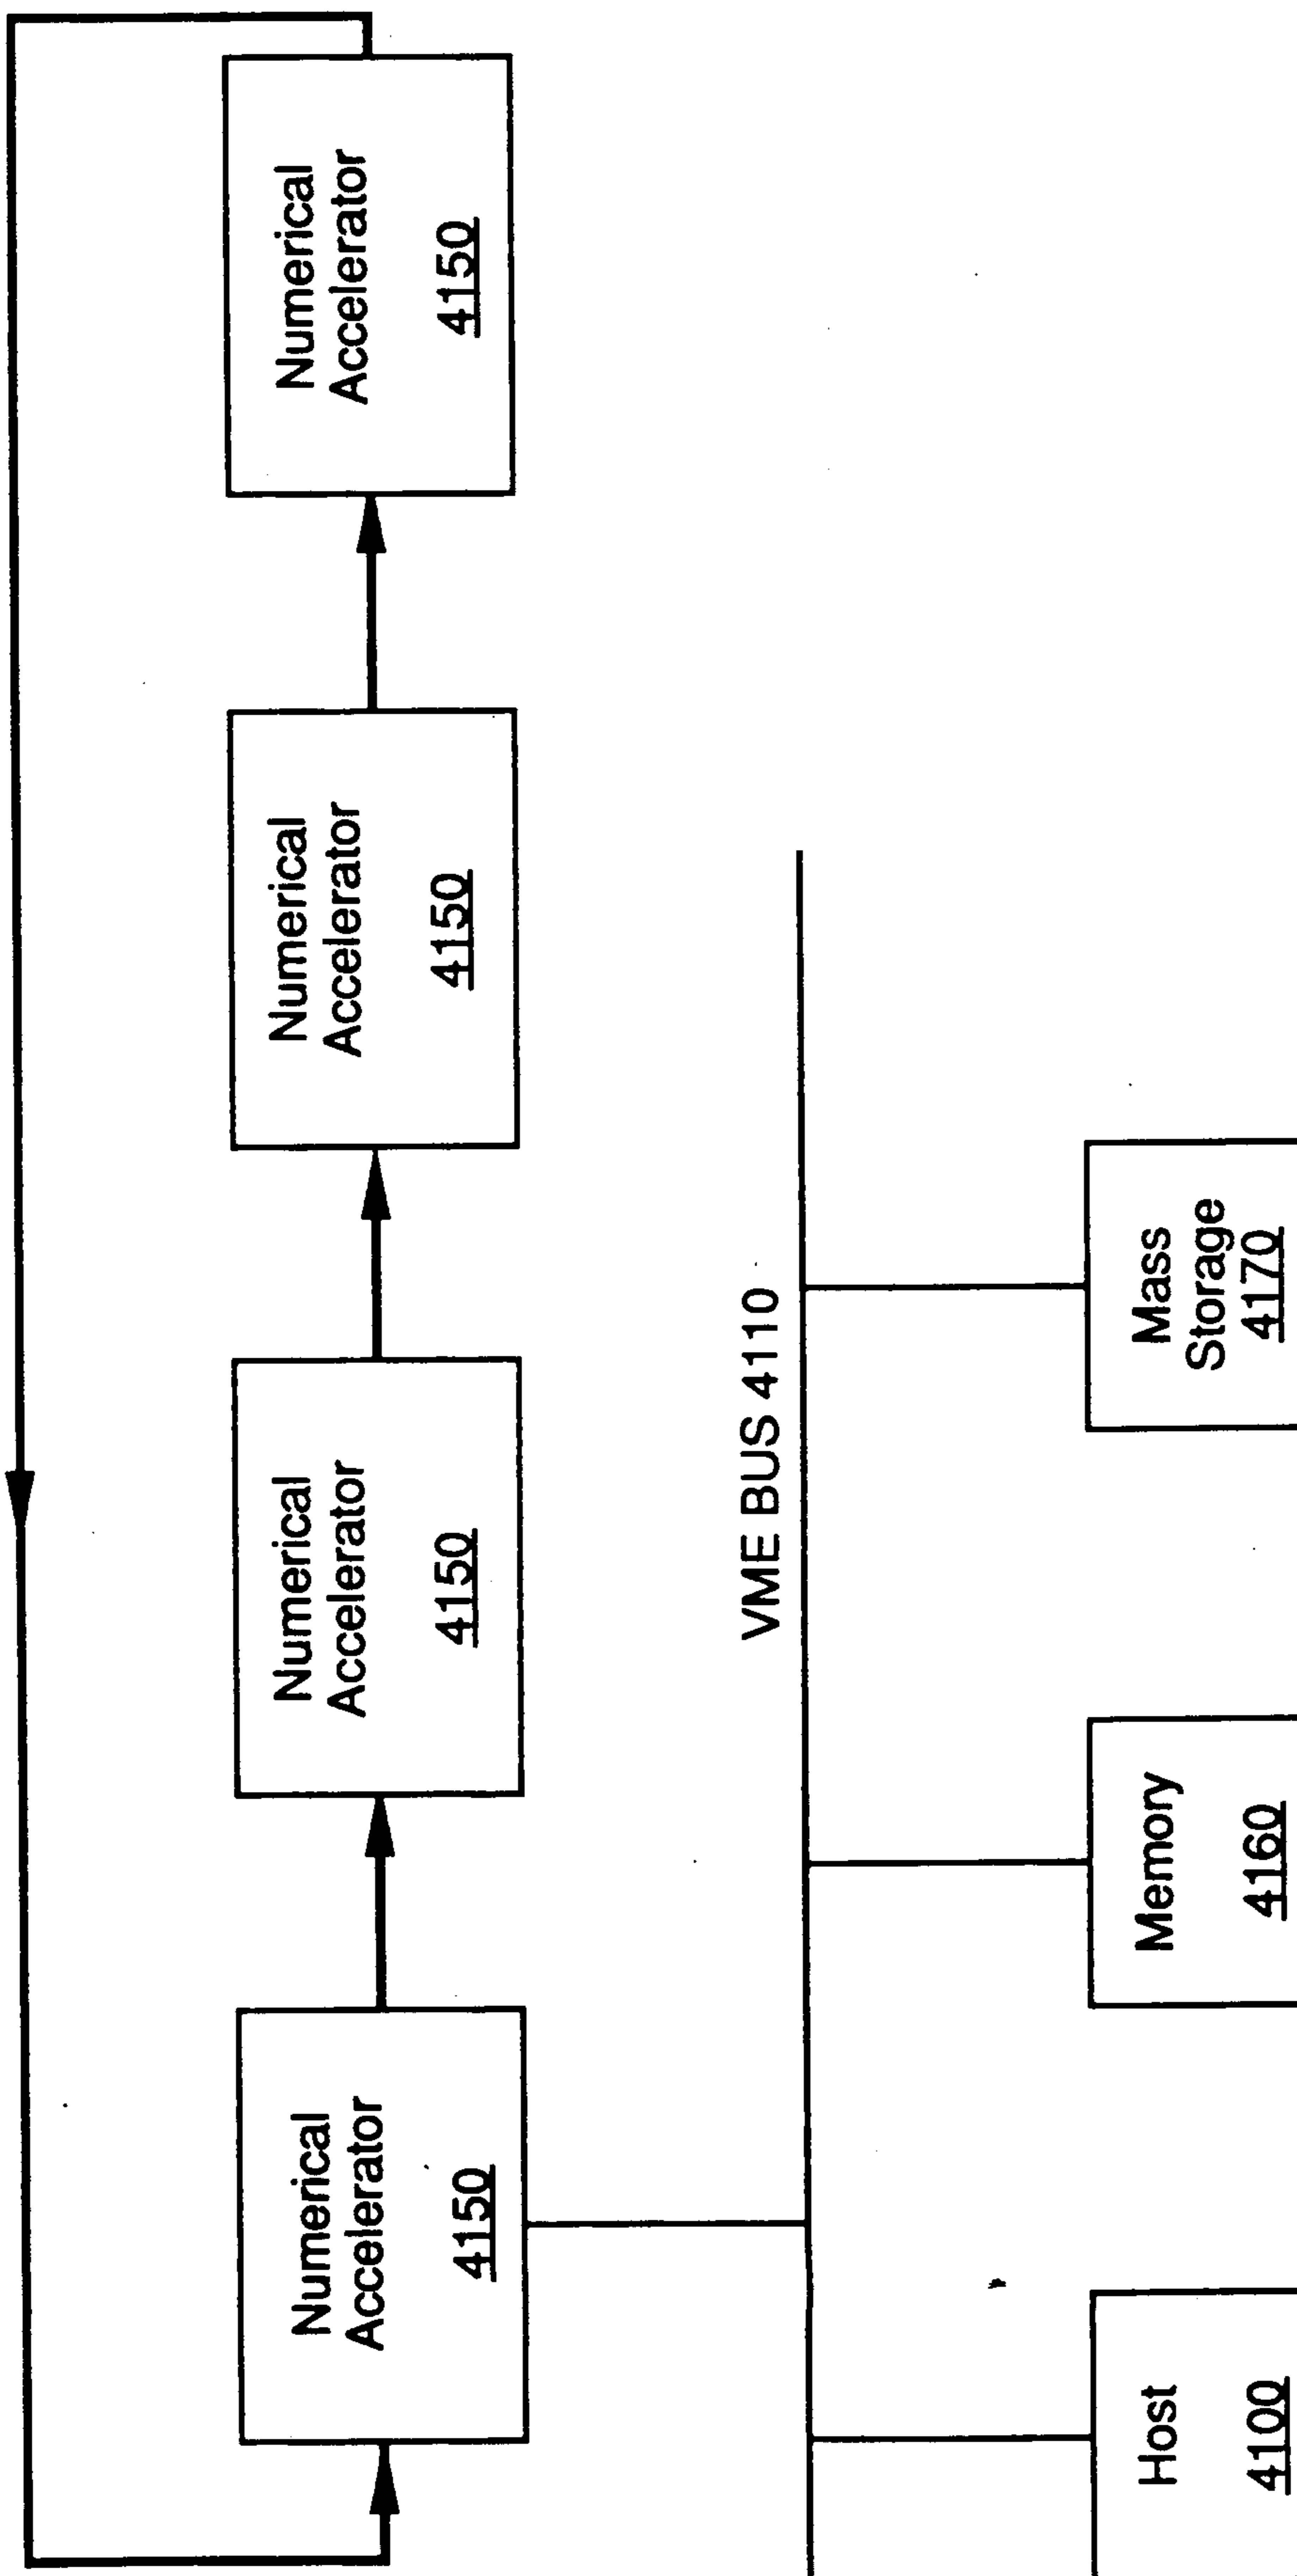 Numerical
Accelerator
4150
Numerical
Accelerator
4150
Numerical
Accelerator
4150
Numerical
Accelerator
4150
VME BUS 4110
Host
4100
Memory
4160
Mass
Storage
4170